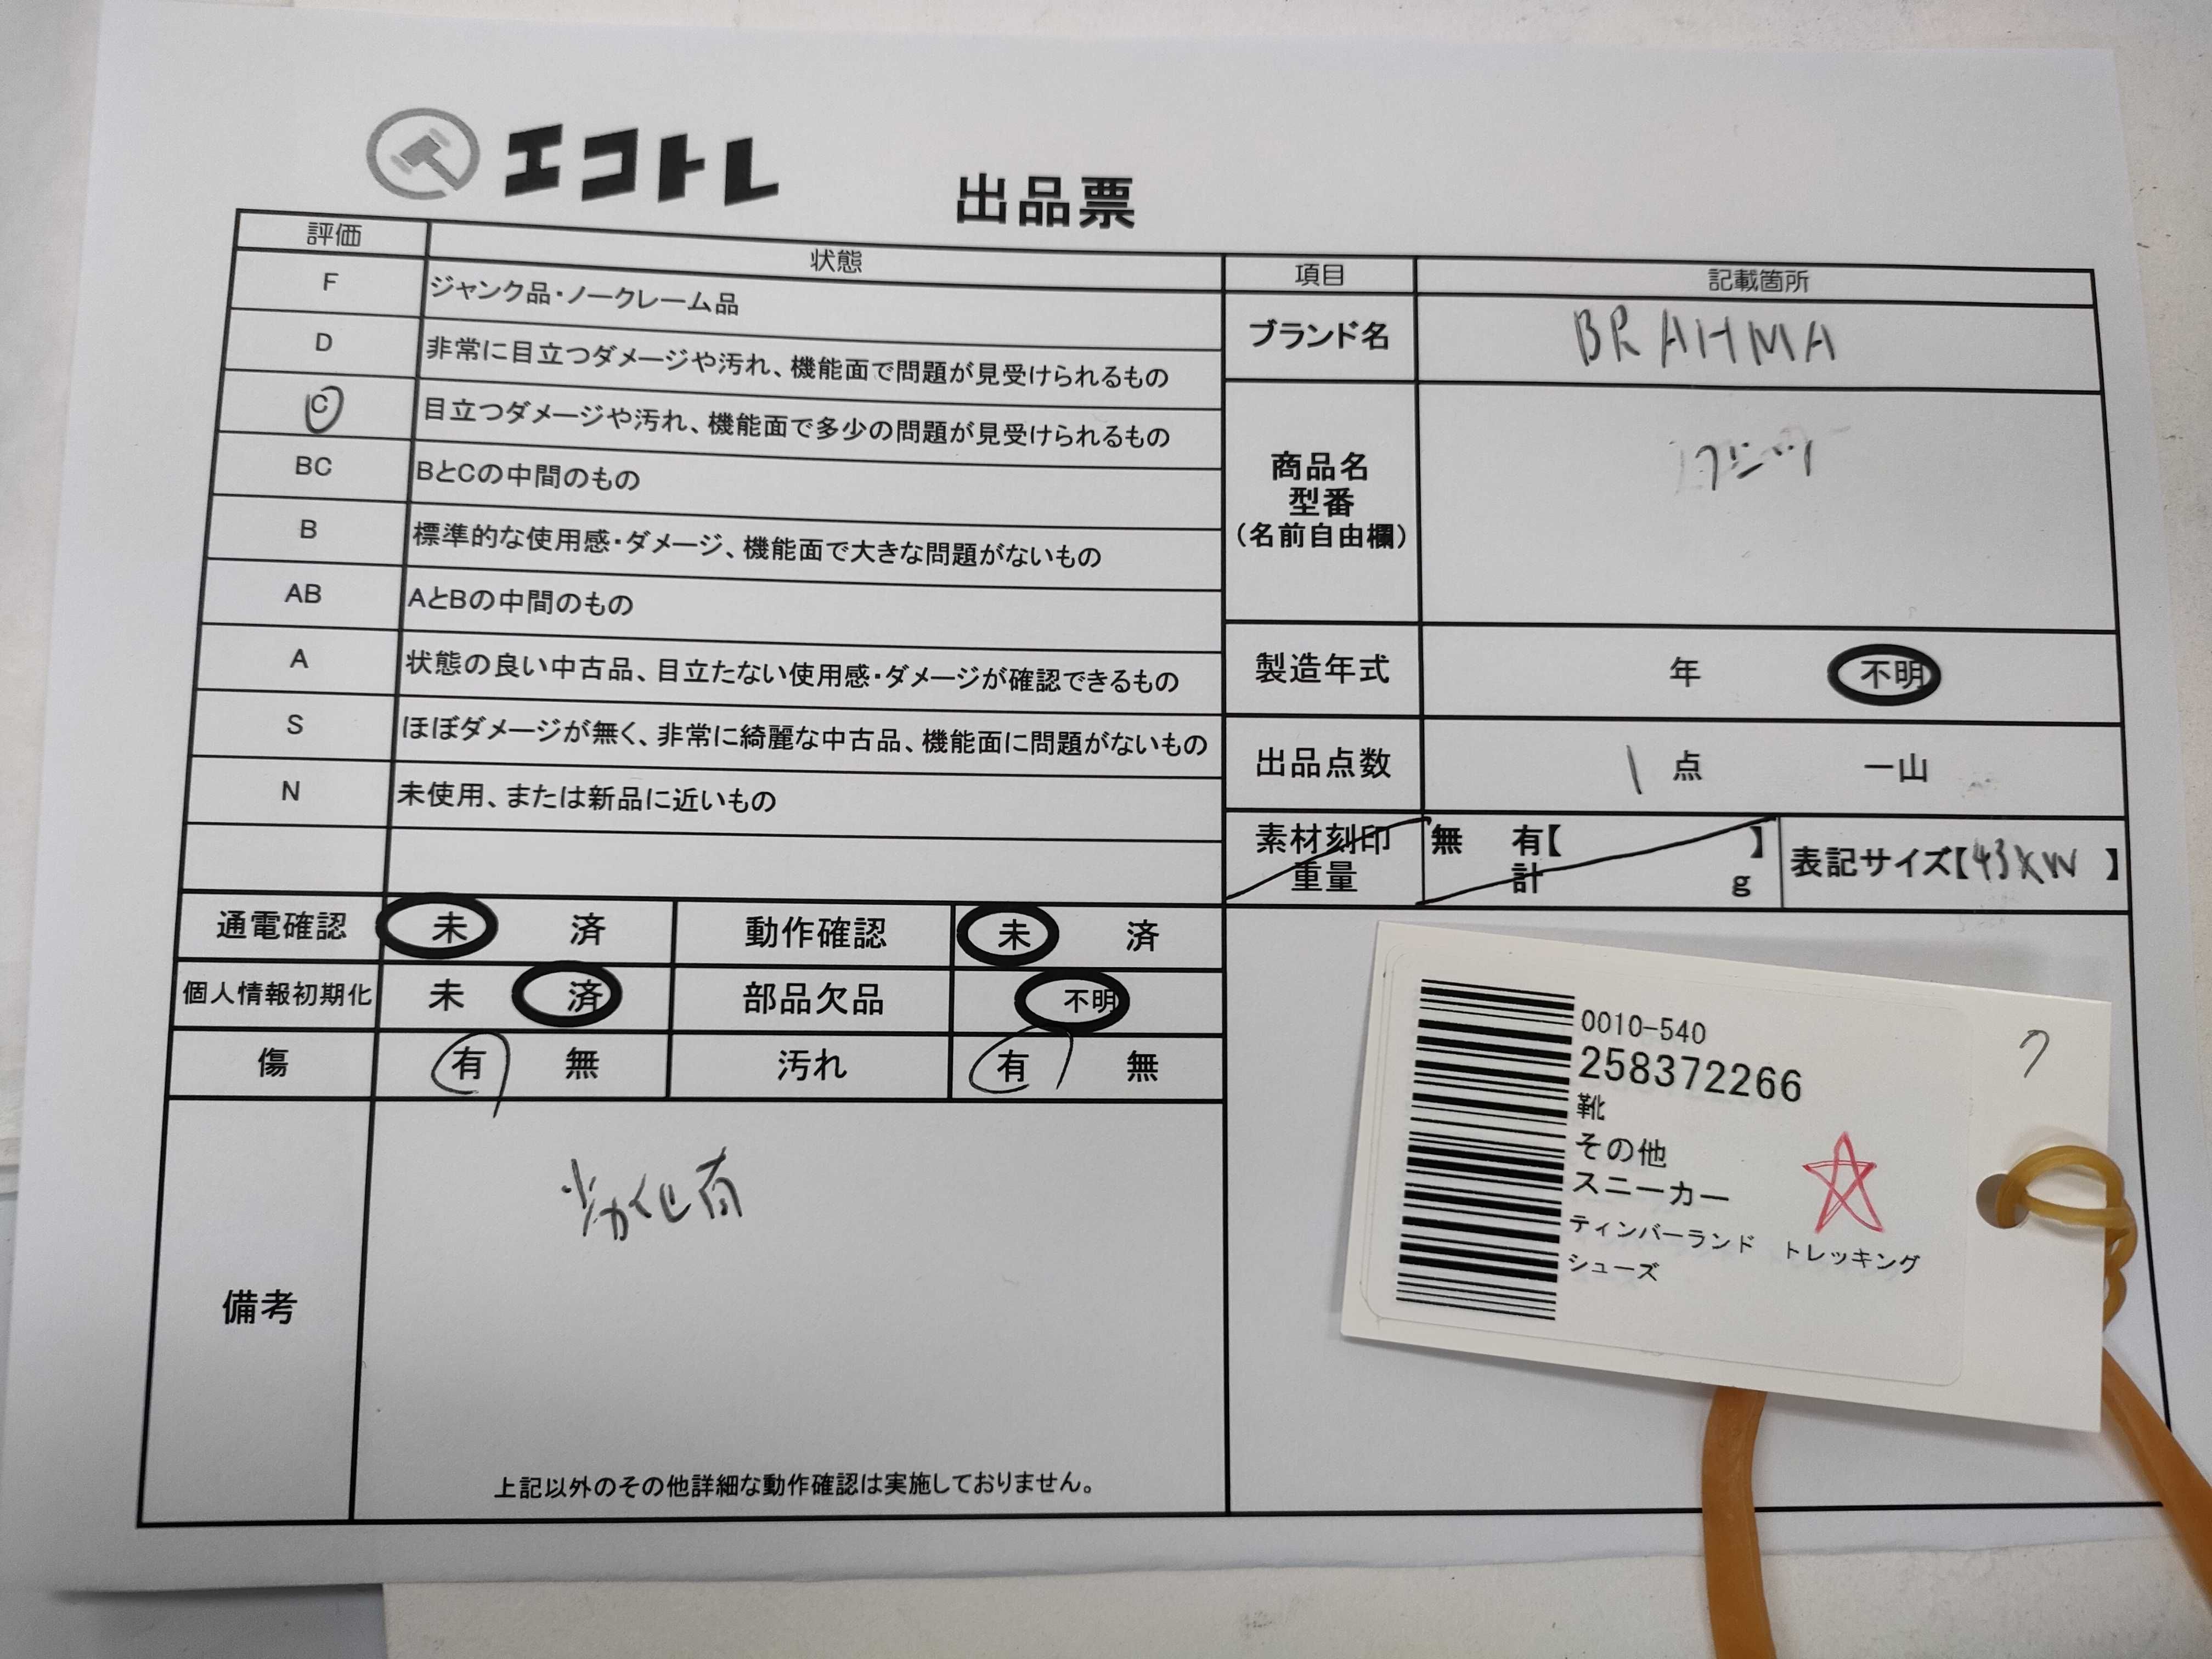 エコトレ
出品票
評価 状態
F ジャンク品・ノークレーム品
D 非常に目立つダメージや汚れ、機能面で問題が見受けられるもの
C 目立つダメージや汚れ、機能面で多少の問題が見受けられるもの
BC BとCの中間のもの
B 標準的な使用感・ダメージ、機能面で大きな問題がないもの
AB AとBの中間のもの
A 状態の良い中古品、目立たない使用感・ダメージが確認できるもの
S ほぼダメージが無く、非常に綺麗な中古品、機能面に問題がないもの
N 未使用、または新品に近いもの
通電確認 未 済 動作確認 未 済
個人情報初期化 未 済 部品欠品 不明
傷 有 無 汚れ 有 無
備考
劣化有
上記以外のその他詳細な動作確認は実施しておりません。
項目 記載箇所
ブランド名 BRAHMA
商品名
型番
(名前自由欄)
製造年式 年 不明
出品点数 1 点 一山
素材刻印 無 有【 】
重量 計 g
表記サイズ【43XW】
0010-540
258372266
靴
その他
スニーカー
ティンバーランド トレッキング
シューズ